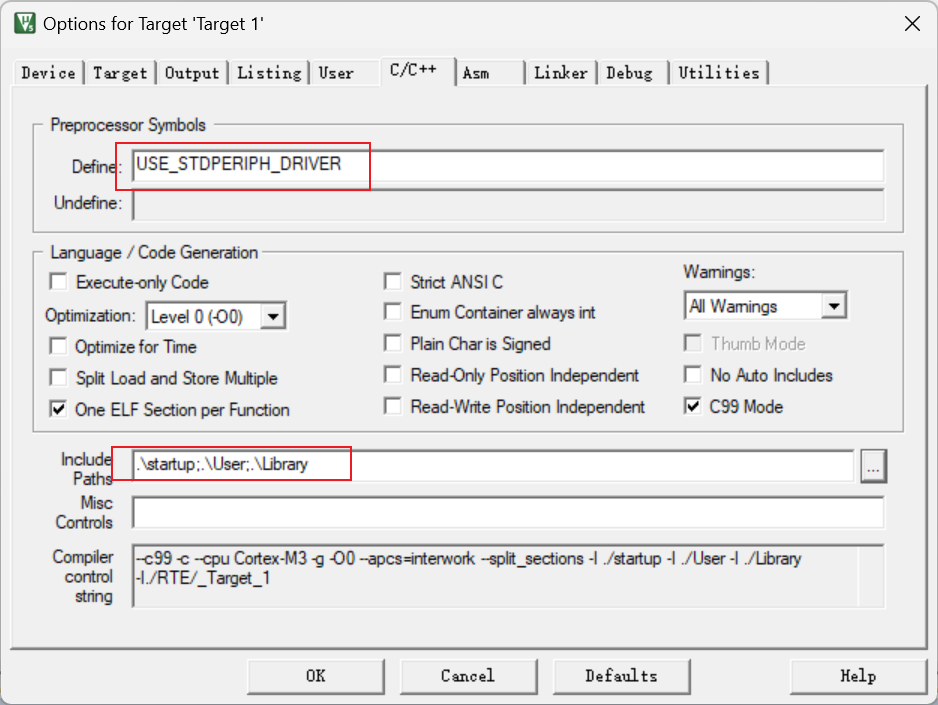 Options for Target 'Target 1'
Device Target Output Listing User C/C++ Asm Linker Debug Utilities
Preprocessor Symbols
Define: USE_STDPERIPH_DRIVER
Undefine:
Language / Code Generation
Execute-only Code
Strict ANSI C
Warnings:
Optimization: Level 0 (-O0)
Enum Container always int
All Warnings
Optimize for Time
Plain Char is Signed
Thumb Mode
Split Load and Store Multiple
Read-Only Position Independent
No Auto Includes
One ELF Section per Function
Read-Write Position Independent
C99 Mode
Include
Paths
.\startup;.\User;.\Library
...
Misc
Controls
Compiler
control
string
--c99 -c --cpu Cortex-M3 -g -O0 --apcs=interwork --split_sections -I ./startup -I ./User -I ./Library
-I./RTE/_Target_1
OK Cancel Defaults Help